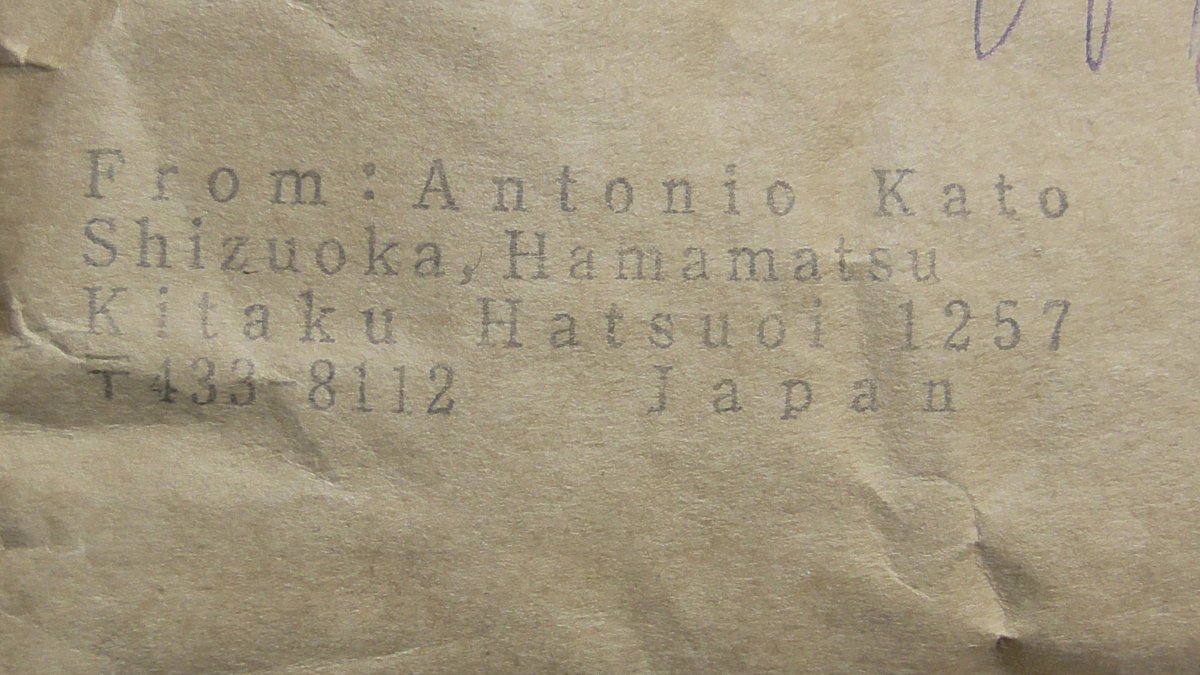 From: Antonio Kato
Shizuoka, Hamamatsu
Kitaku Hatsuoi 1257
〒433-8112 Japan